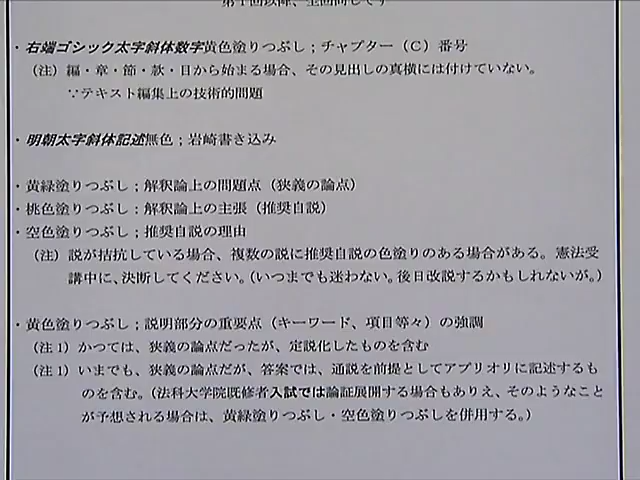 第1回以降、全回同じです
・右端ゴシック太字斜体数字黄色塗りつぶし；チャプター（C）番号
（注）編・章・節・款・目から始まる場合、その見出しの真横には付けていない。
∵テキスト編集上の技術的問題
・明朝太字斜体記述無色；岩崎書き込み
・黄緑塗りつぶし；解釈論上の問題点（狭義の論点）
・桃色塗りつぶし：解釈論上の主張（推奨自説）
・空色塗りつぶし；推奨自説の理由
（注）説が拮抗している場合、複数の説に推奨自説の色塗りのある場合がある。憲法受
講中に、決断してください。（いつまでも迷わない。後日改説するかもしれないが。）
・黄色塗りつぶし；説明部分の重要点（キーワード、項目等々）の強調
（注1）かつては、狭義の論点だったが、定説化したものを含む
（注1）いまでも、狭義の論点だが、答案では、通説を前提としてアプリオリに記述するも
のを含む。（法科大学院既修者入試では論証展開する場合もありえ、そのようなこと
が予想される場合は、黄緑塗りつぶし・空色塗りつぶしを併用する。）